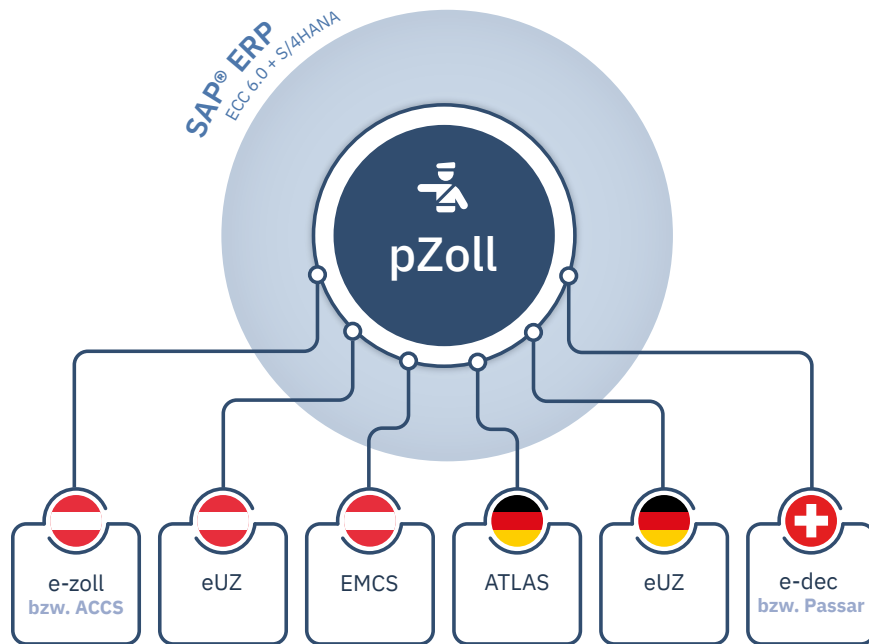 SAP® ERP
ECC 6.0 + S/4HANA
pZoll
e-zoll
bzw. ACCS
eUZ
EMCS
ATLAS
eUZ
e-dec
bzw. Passar